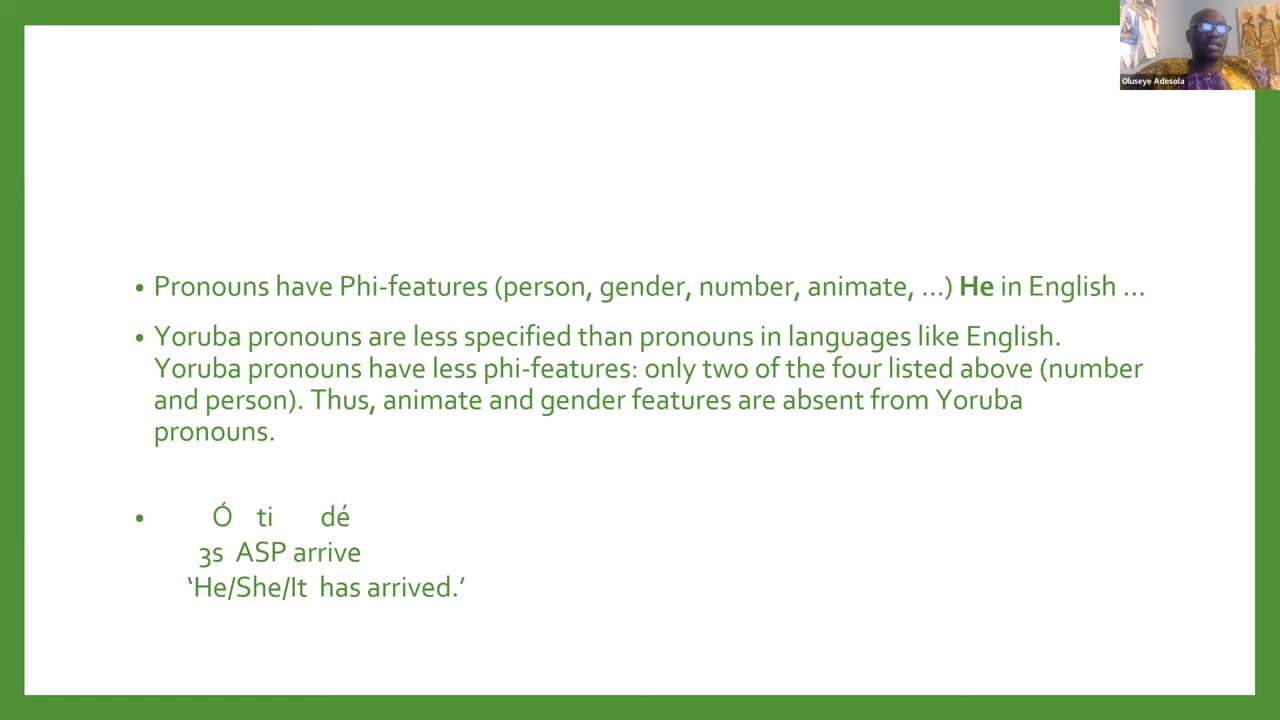 Oluseye Adesola
• Pronouns have Phi-features (person, gender, number, animate, ...) He in English ...
• Yoruba pronouns are less specified than pronouns in languages like English.
Yoruba pronouns have less phi-features: only two of the four listed above (number
and person). Thus, animate and gender features are absent from Yoruba
pronouns.
• Ó ti dé
3s ASP arrive
‘He/She/It has arrived.’